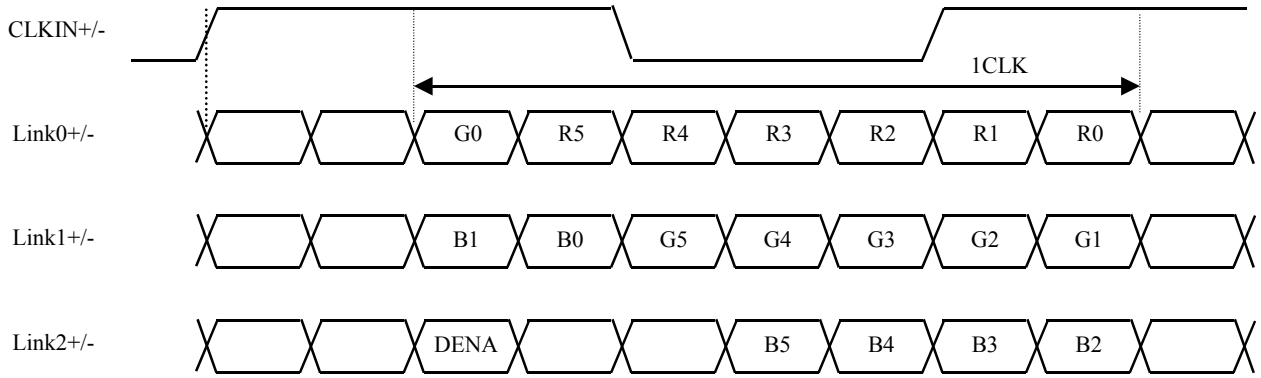 CLKIN+/-
1CLK
Link0+/- G0 R5 R4 R3 R2 R1 R0
Link1+/- B1 B0 G5 G4 G3 G2 G1
Link2+/- DENA B5 B4 B3 B2